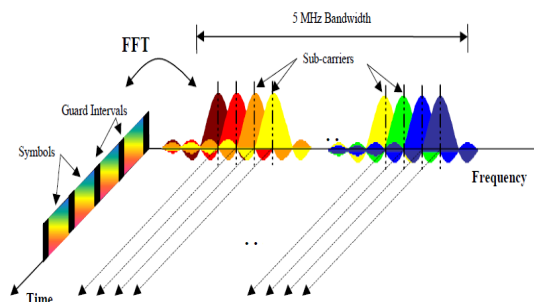 5 MHz Bandwidth
FFT
Sub-carriers
Guard Intervals
Symbols
Frequency
Time